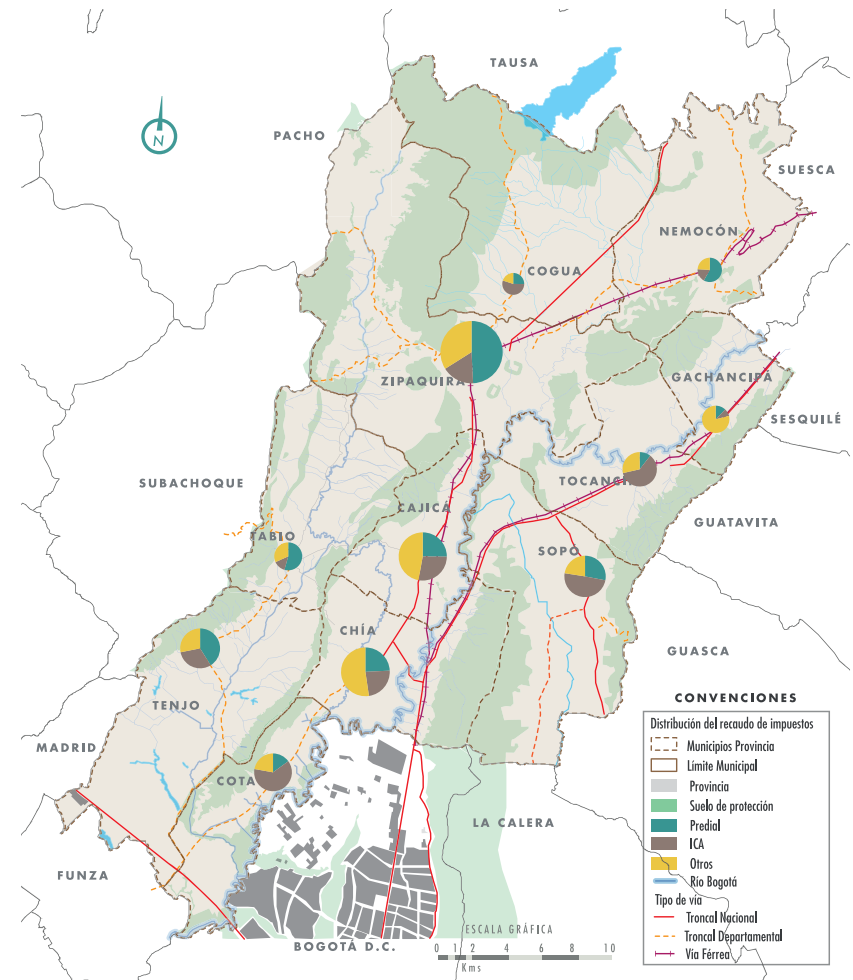 TAUSA
PACHO
N
SUESCA
NEMOCÓN
COGUA
ZIPAQUIRÁ
GACHANCIPÁ
SESQUILÉ
SUBACHOQUE
TOCANCI
CAJICÁ
GUATAVITA
TABIO
SOPÓ
CHÍA
GUASCA
TENJO
MADRID
COTA
LA CALERA
FUNZA
BOGOTÁ D.C.
ESCALA GRÁFICA
0 1 2 4 6 8 10
Kms
CONVENCIONES
Distribución del recaudo de impuestos
Municipios Provincia
Límite Municipal
Provincia
Suelo de protección
Predial
ICA
Otros
Río Bogotá
Tipo de vía
Troncal Nacional
Troncal Departamental
Vía Férrea